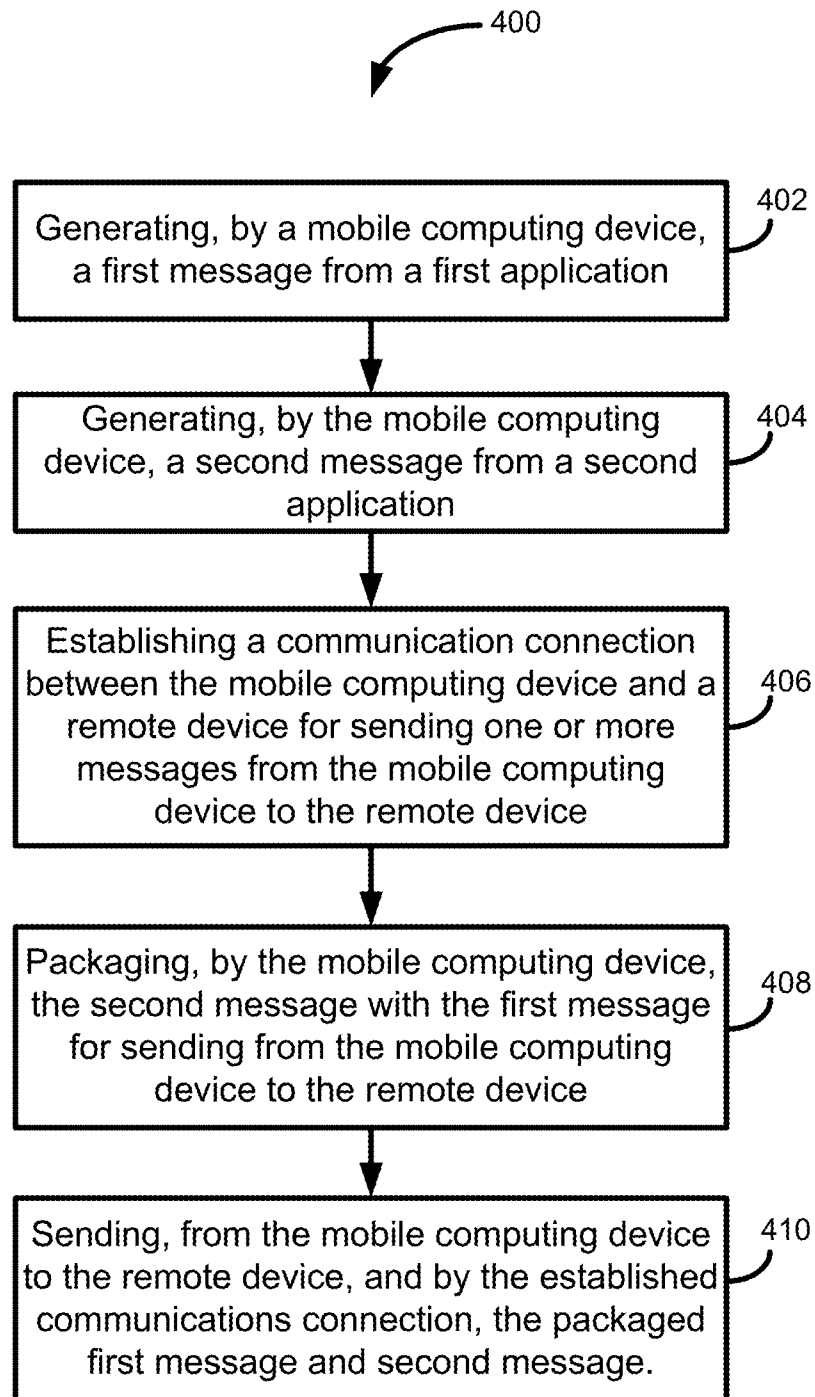 400
402
Generating, by a mobile computing device,
a first message from a first application
404
Generating, by the mobile computing
device, a second message from a second
application
406
Establishing a communication connection
between the mobile computing device and a
remote device for sending one or more
messages from the mobile computing
device to the remote device
408
Packaging, by the mobile computing device,
the second message with the first message
for sending from the mobile computing
device to the remote device
410
Sending, from the mobile computing device
to the remote device, and by the established
communications connection, the packaged
first message and second message.